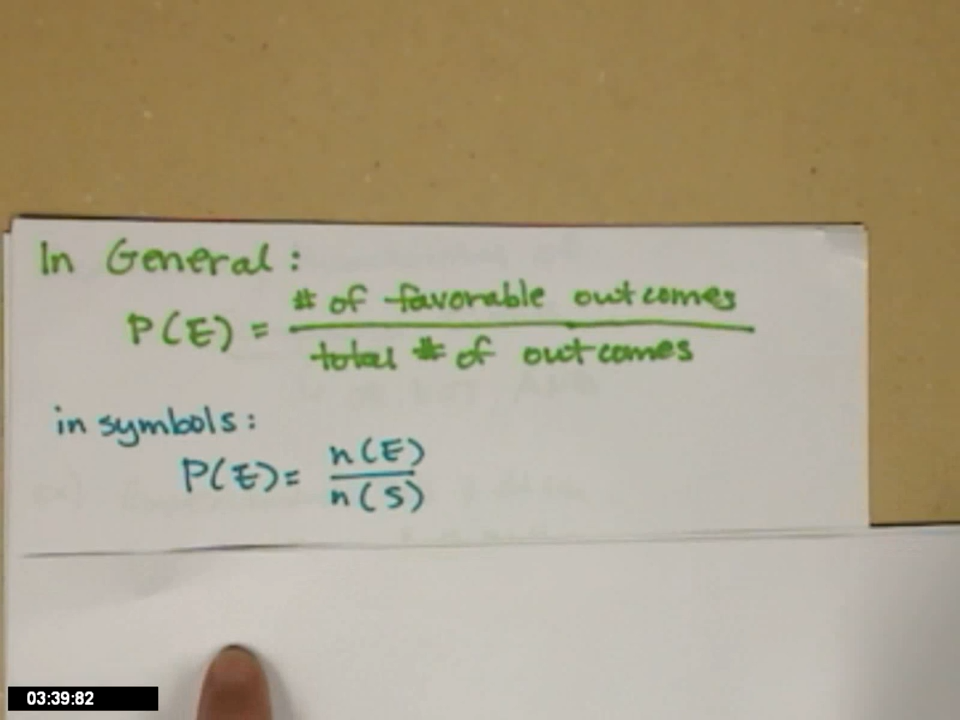 In General:
# of favorable outcomes
P(E) =
total # of outcomes
in symbols:
n(E)
P(E) =
n(S)
03:39:82